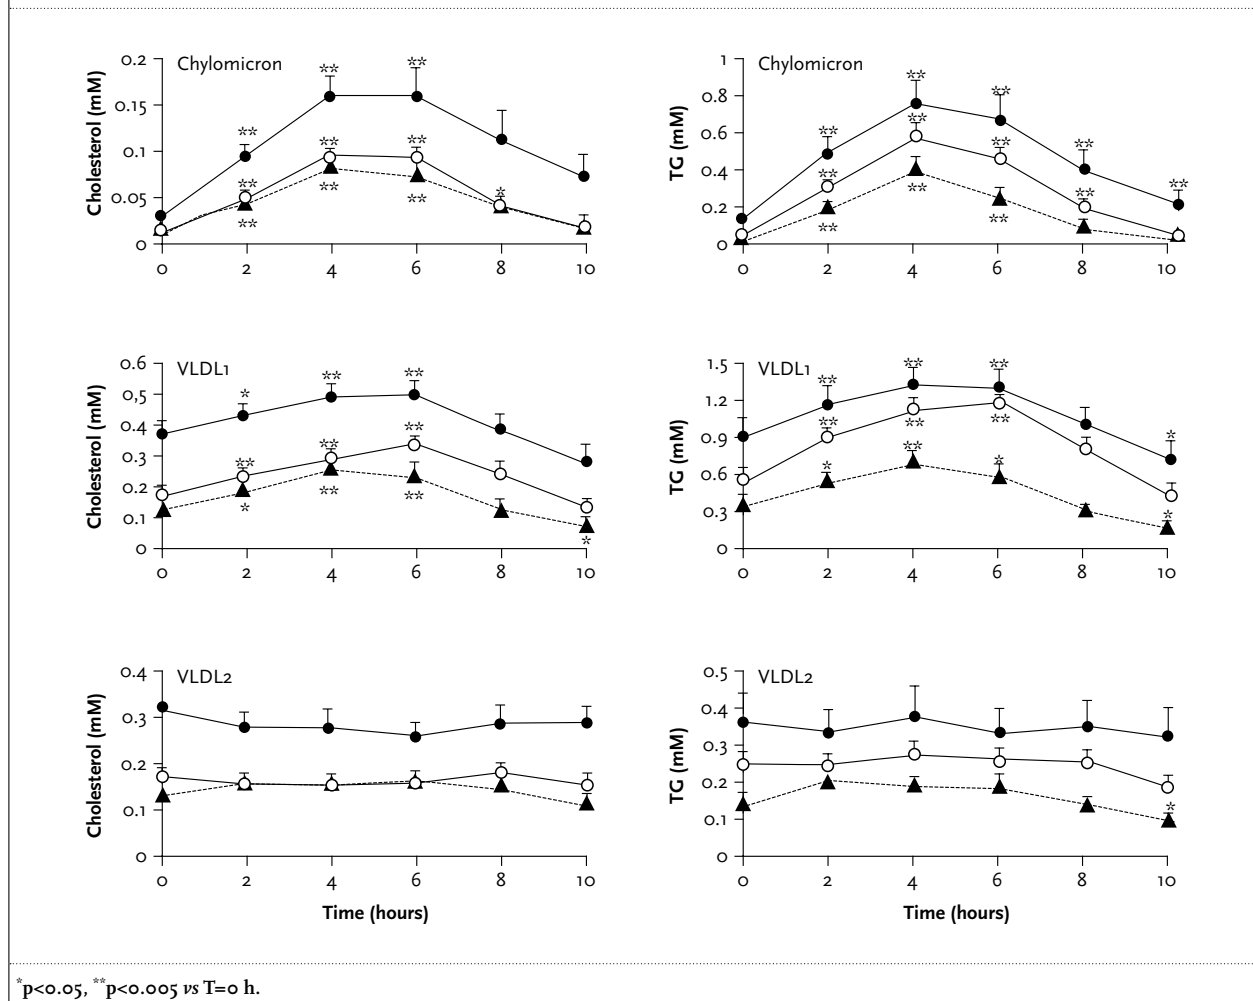 Chylomicron
Cholesterol (mM)
0.2
0.15
0.1
0.05
0
** ** ** ** ** ** ** ** ** ** ** *
0 2 4 6 8 10
Chylomicron
TG (mM)
1
0.8
0.6
0.4
0.2
0
** ** ** ** ** ** ** ** ** ** ** ** **
0 2 4 6 8 10
VLDL1
Cholesterol (mM)
0.6
0.5
0.4
0.3
0.2
0.1
0
* ** ** ** ** ** * ** ** *
0 2 4 6 8 10
VLDL1
TG (mM)
1.5
1.2
0.9
0.6
0.3
0
** ** ** * ** ** ** * ** * *
0 2 4 6 8 10
VLDL2
Cholesterol (mM)
0.4
0.3
0.2
0.1
0
0 2 4 6 8 10
Time (hours)
VLDL2
TG (mM)
0.5
0.4
0.3
0.2
0.1
0
*
0 2 4 6 8 10
Time (hours)
*p<0.05, **p<0.005 vs T=0 h.